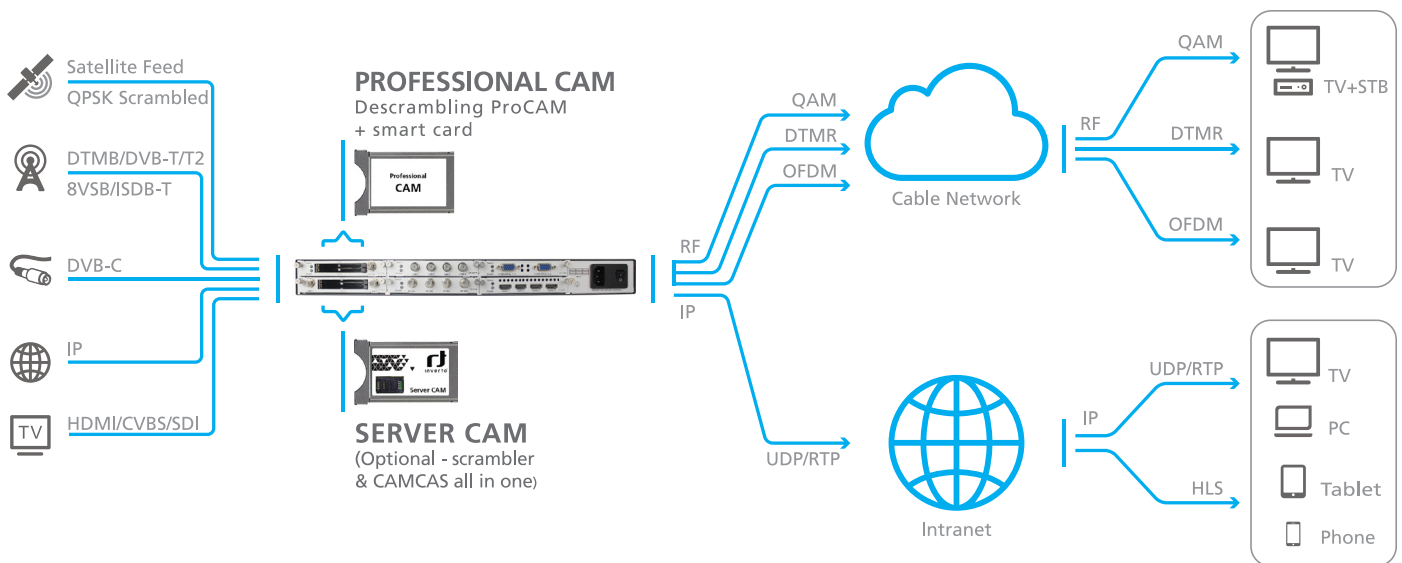 Satellite Feed
QPSK Scrambled
DTMB/DVB-T/T2
8VSB/ISDB-T
DVB-C
IP
TV
HDMI/CVBS/SDI
PROFESSIONAL CAM
Descrambling ProCAM
+ smart card
Professional
CAM
inverto
Server CAM
SERVER CAM
(Optional - scrambler
& CAMCAS all in one)
RF
IP
QAM
DTMR
OFDM
UDP/RTP
Cable Network
Intranet
RF
QAM
DTMR
OFDM
TV+STB
TV
TV
IP
UDP/RTP
HLS
TV
PC
Tablet
Phone